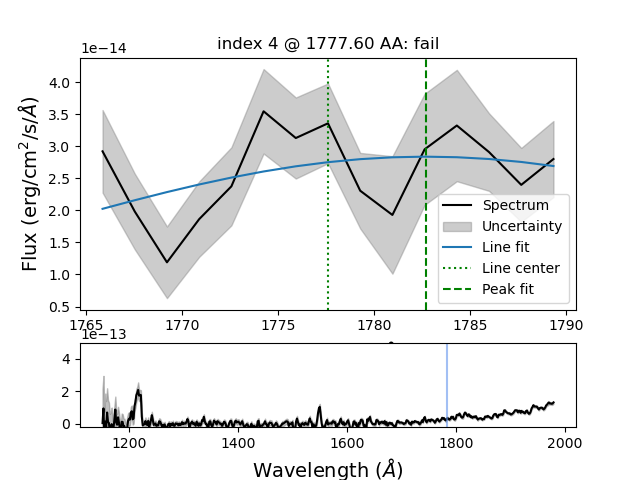 index 4 @ 1777.60 AA: fail
1e−14
4.0
3.5
3.0
2.5
2.0
1.5
1.0
0.5
Flux (erg/cm²/s/Å)
Spectrum
Uncertainty
Line fit
Line center
Peak fit
1765 1770 1775 1780 1785 1790
1e−13
4
2
0
1200 1400 1600 1800 2000
Wavelength (Å)